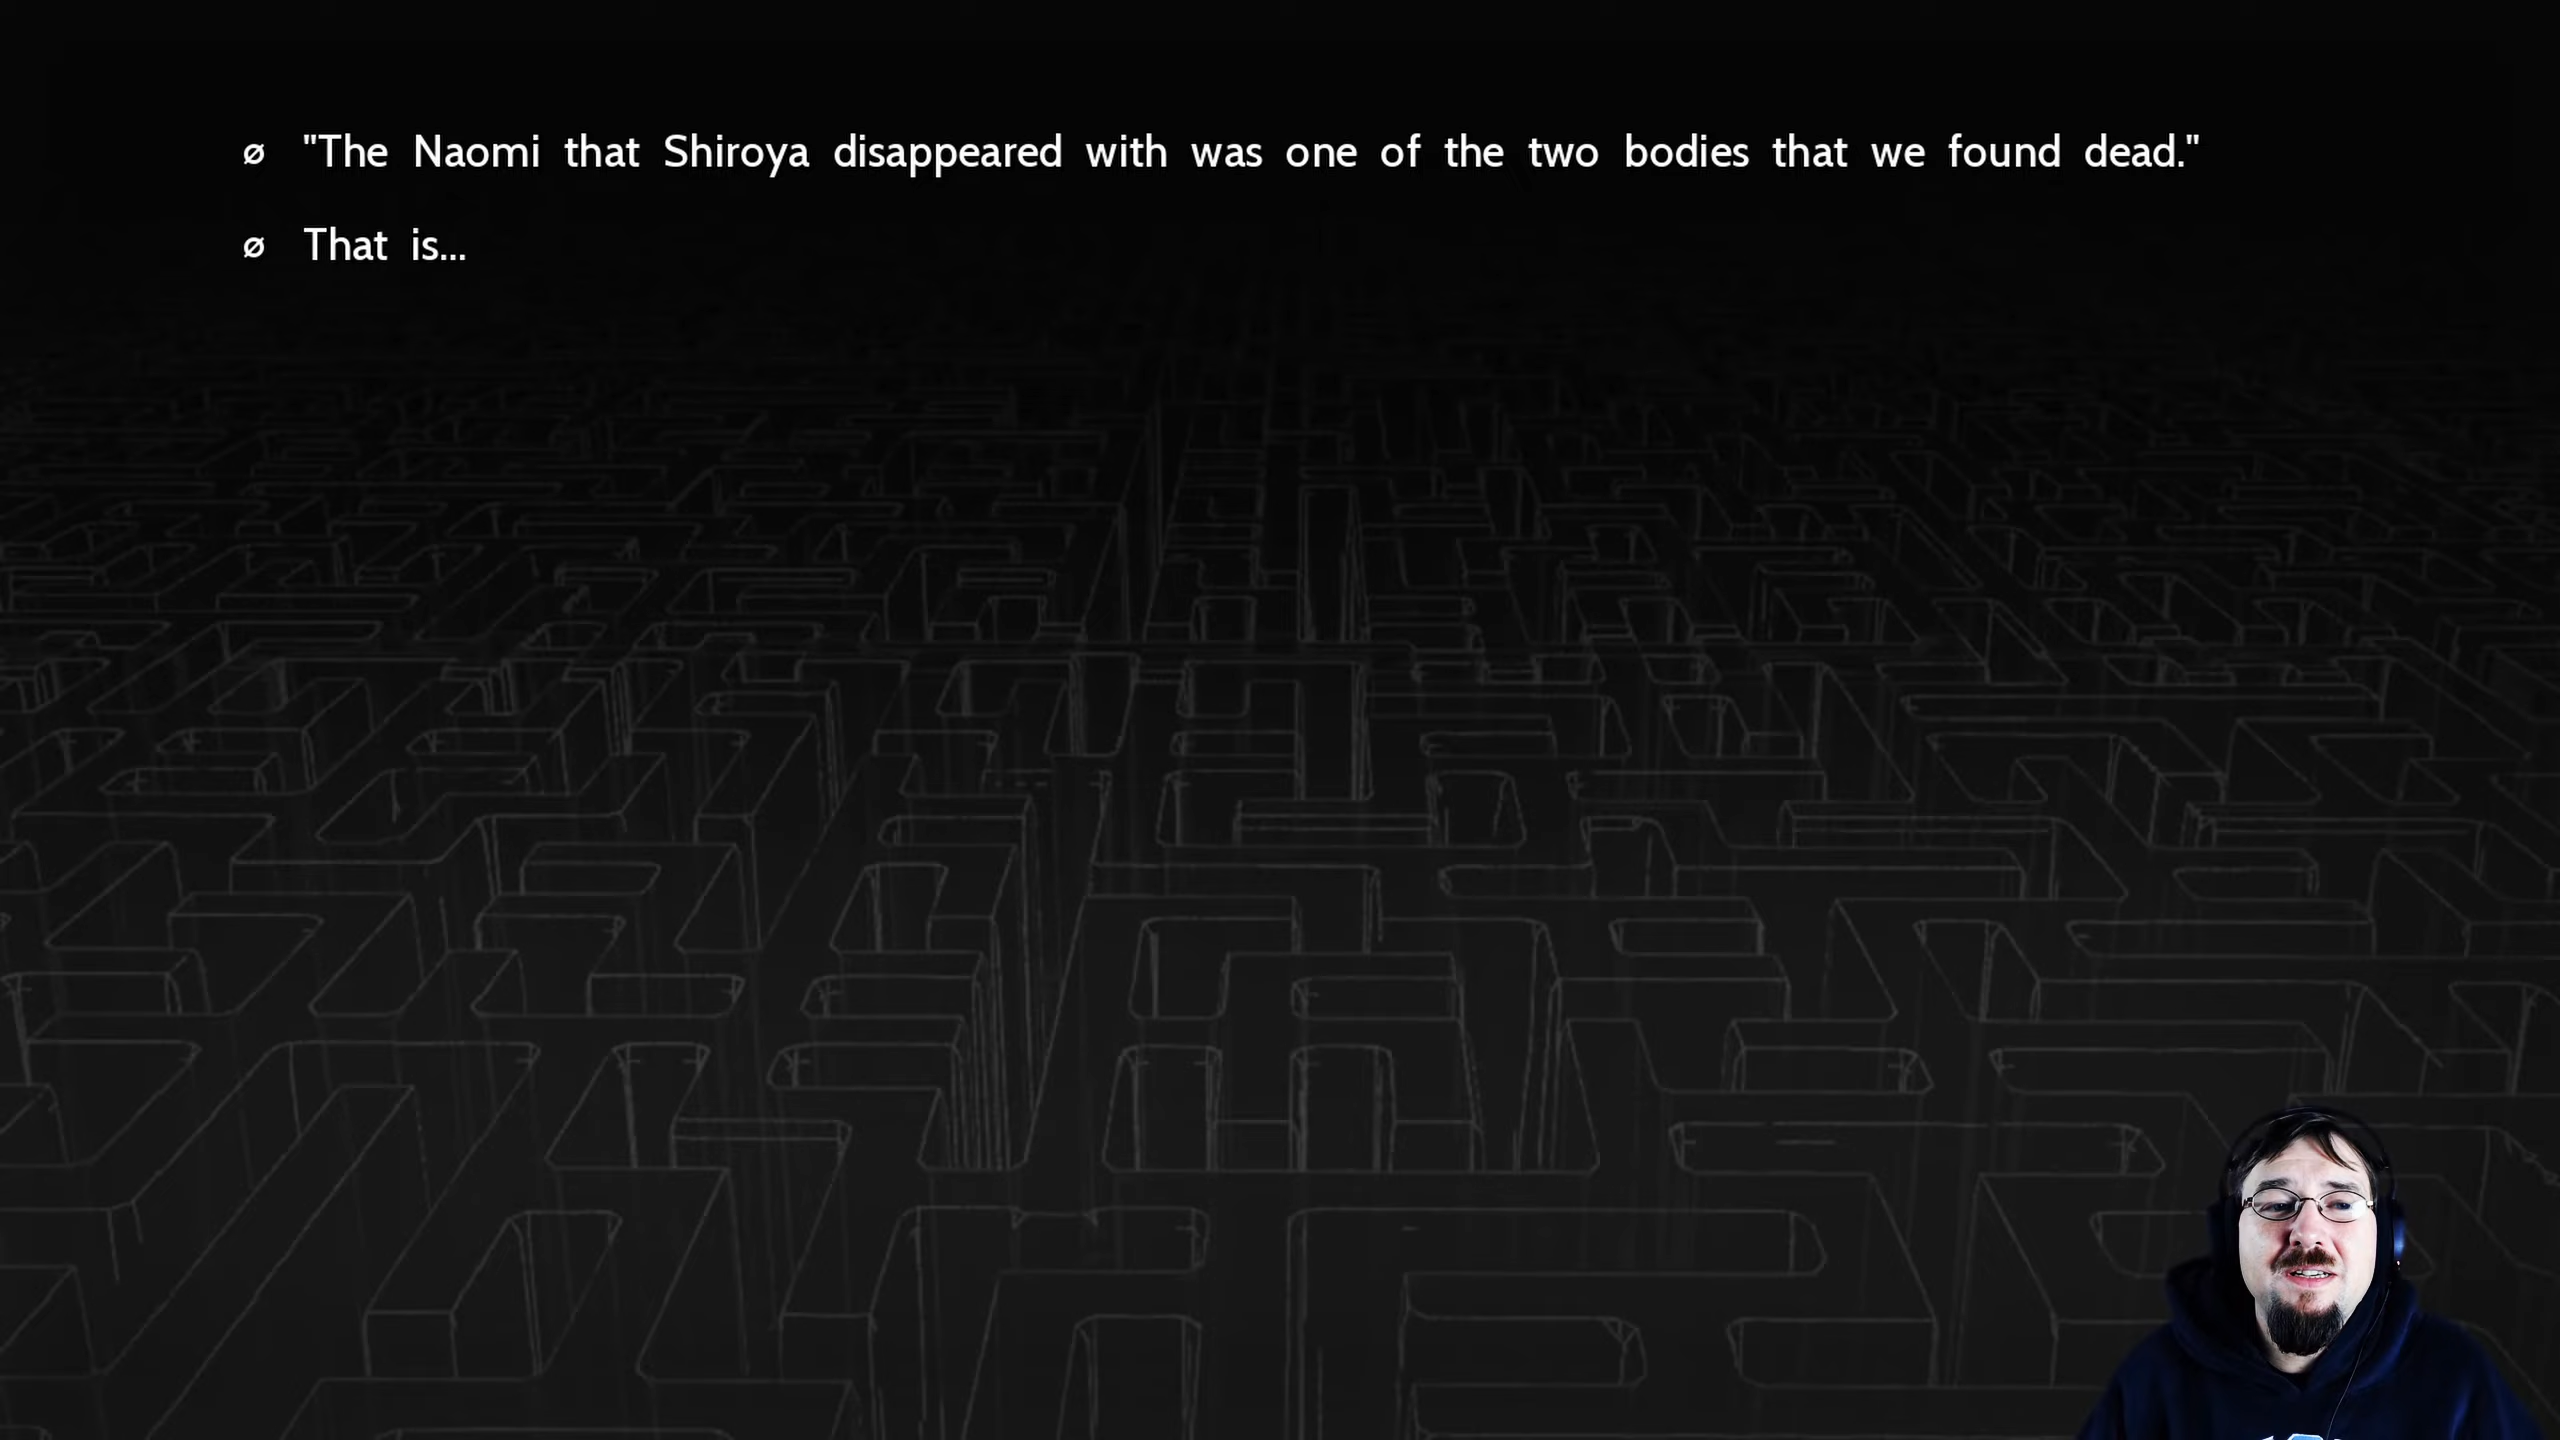 ø "The Naomi that Shiroya disappeared with was one of the two bodies that we found dead."
ø That is...